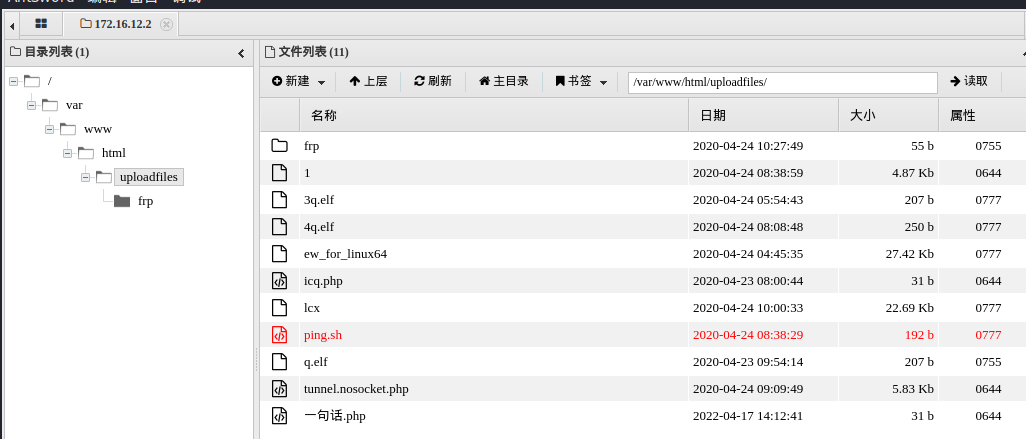 AntSword 编辑 窗口 调试
172.16.12.2
目录列表 (1)
/
var
www
html
uploadfiles
frp
文件列表 (11)
新建 上层 刷新 主目录 书签 /var/www/html/uploadfiles/ 读取
名称 日期 大小 属性
frp 2020-04-24 10:27:49 55 b 0755
1 2020-04-24 08:38:59 4.87 Kb 0644
3q.elf 2020-04-24 05:54:43 207 b 0777
4q.elf 2020-04-24 08:08:48 250 b 0777
ew_for_linux64 2020-04-24 04:45:35 27.42 Kb 0777
icq.php 2020-04-23 08:00:44 31 b 0644
lcx 2020-04-24 10:00:33 22.69 Kb 0777
ping.sh 2020-04-24 08:38:29 192 b 0777
q.elf 2020-04-23 09:54:14 207 b 0755
tunnel.nosocket.php 2020-04-24 09:09:49 5.83 Kb 0644
一句话.php 2022-04-17 14:12:41 31 b 0644